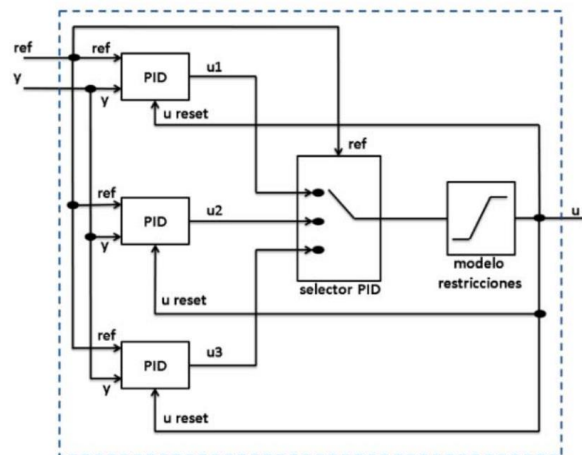 ref
ref
y
PID
y
u1
u reset
ref
ref
PID
y
u2
u reset
selector PID
modelo
restricciones
u
ref
PID
y
u3
u reset